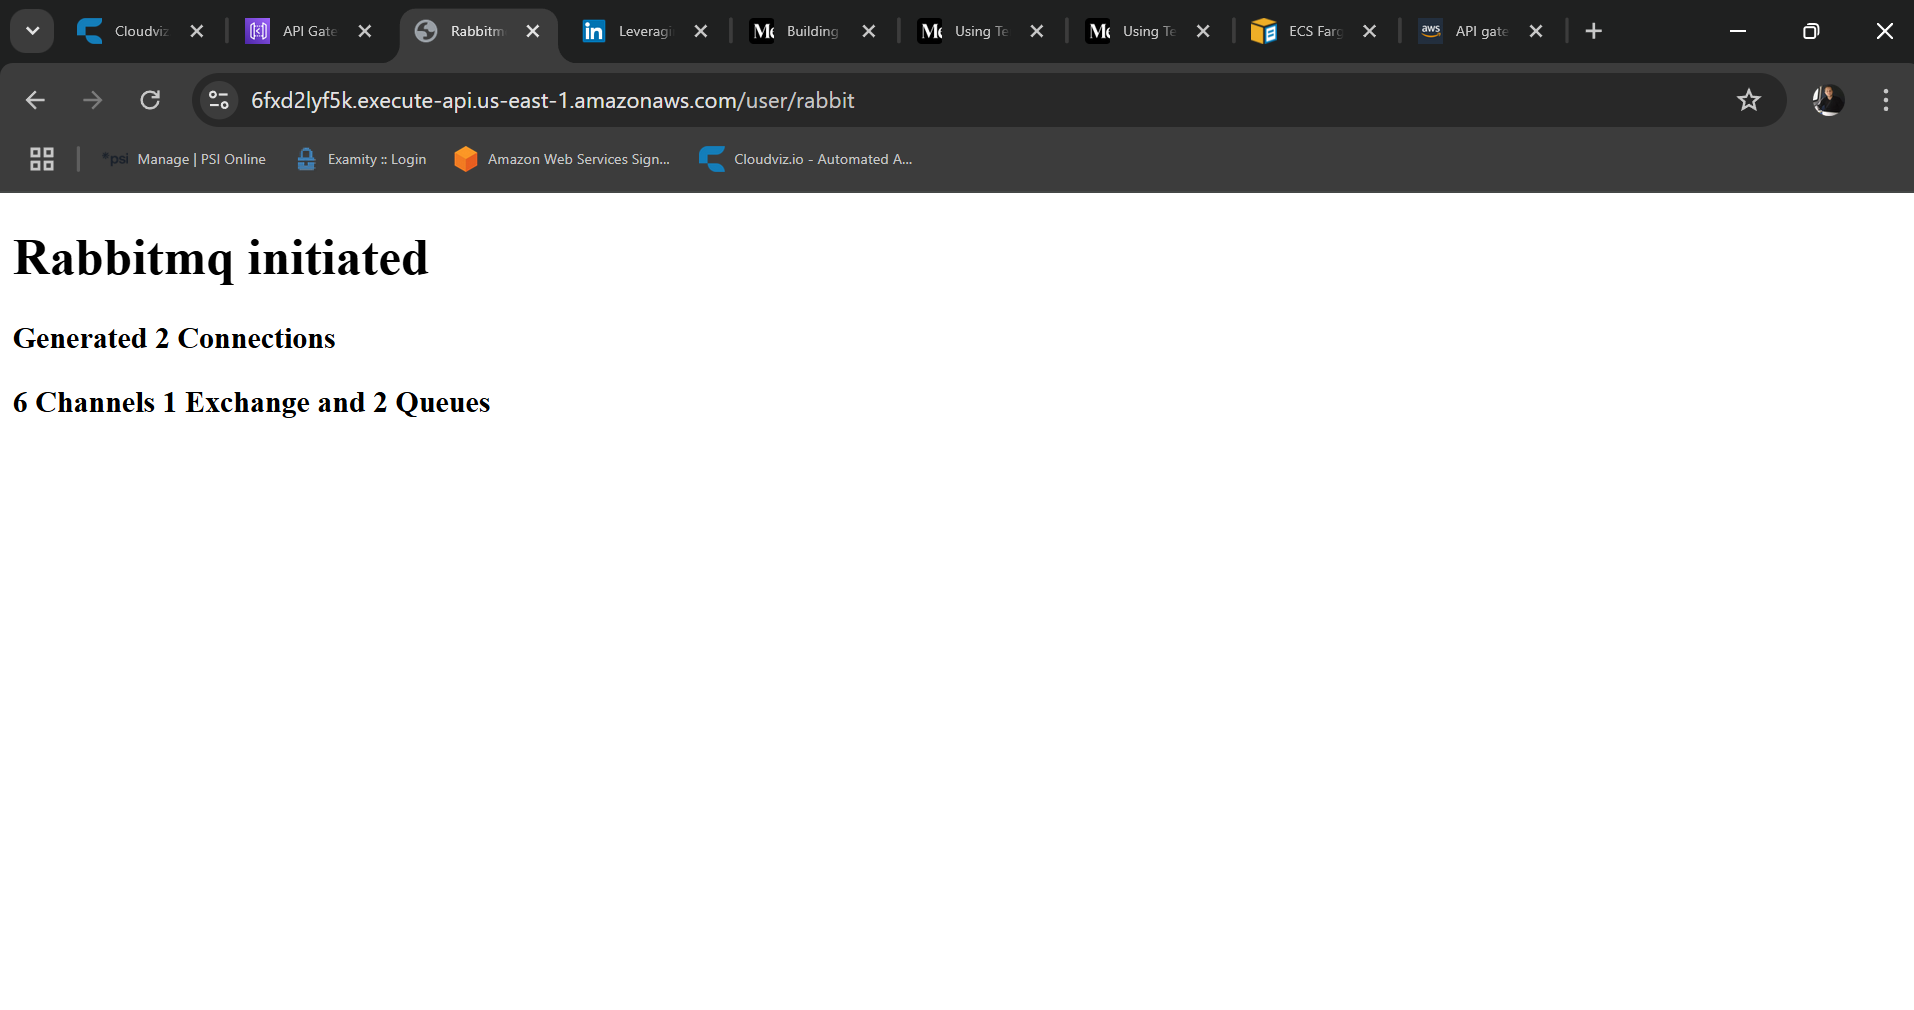 Cloudviz
API Gate
Rabbitm
Leveragi
Building
Using Te
Using Te
ECS Farg
aws
API gate
6fxd2lyf5k.execute-api.us-east-1.amazonaws.com/user/rabbit
*psi
Manage | PSI Online
Examity :: Login
Amazon Web Services Sign...
Cloudviz.io - Automated A...
Rabbitmq initiated
Generated 2 Connections
6 Channels 1 Exchange and 2 Queues